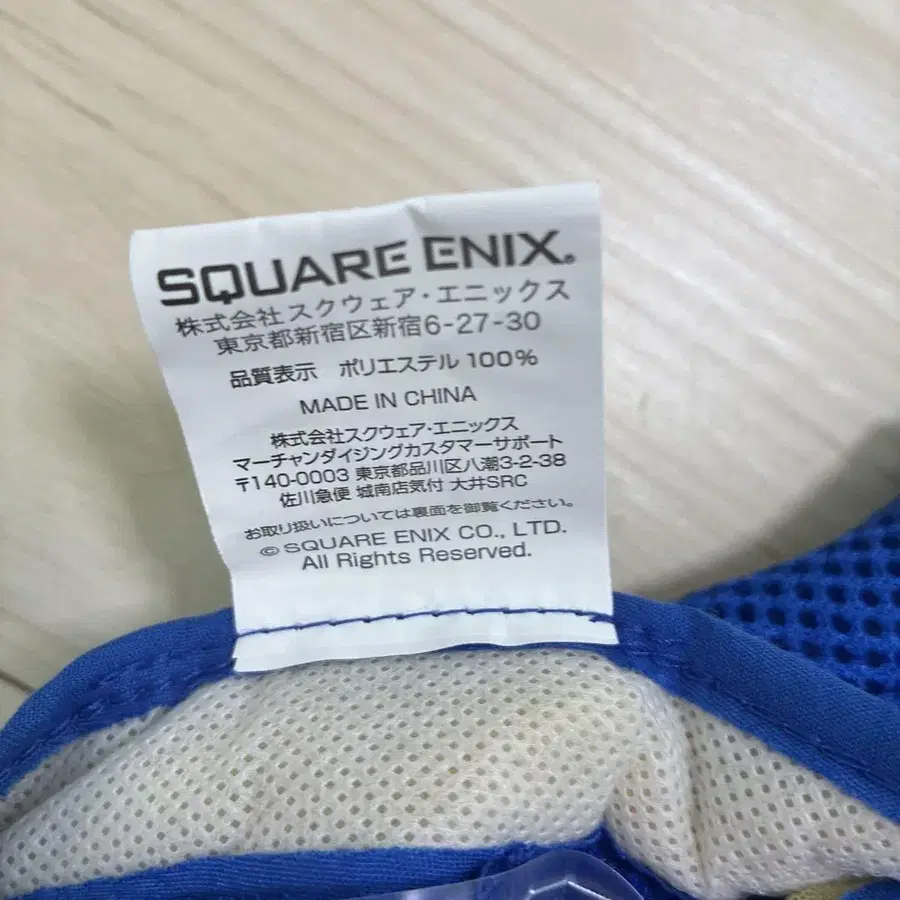 SQUARE ENIX.
株式会社スクウェア・エニックス
東京都新宿区新宿6-27-30
品質表示 ポリエステル100%
MADE IN CHINA
株式会社スクウェア・エニックス
マーチャンダイジングカスタマーサポート
〒140-0003 東京都品川区八潮3-2-38
佐川急便 城南店気付 大井SRC
お取り扱いについては裏面を御覧ください。
© SQUARE ENIX CO., LTD.
All Rights Reserved.